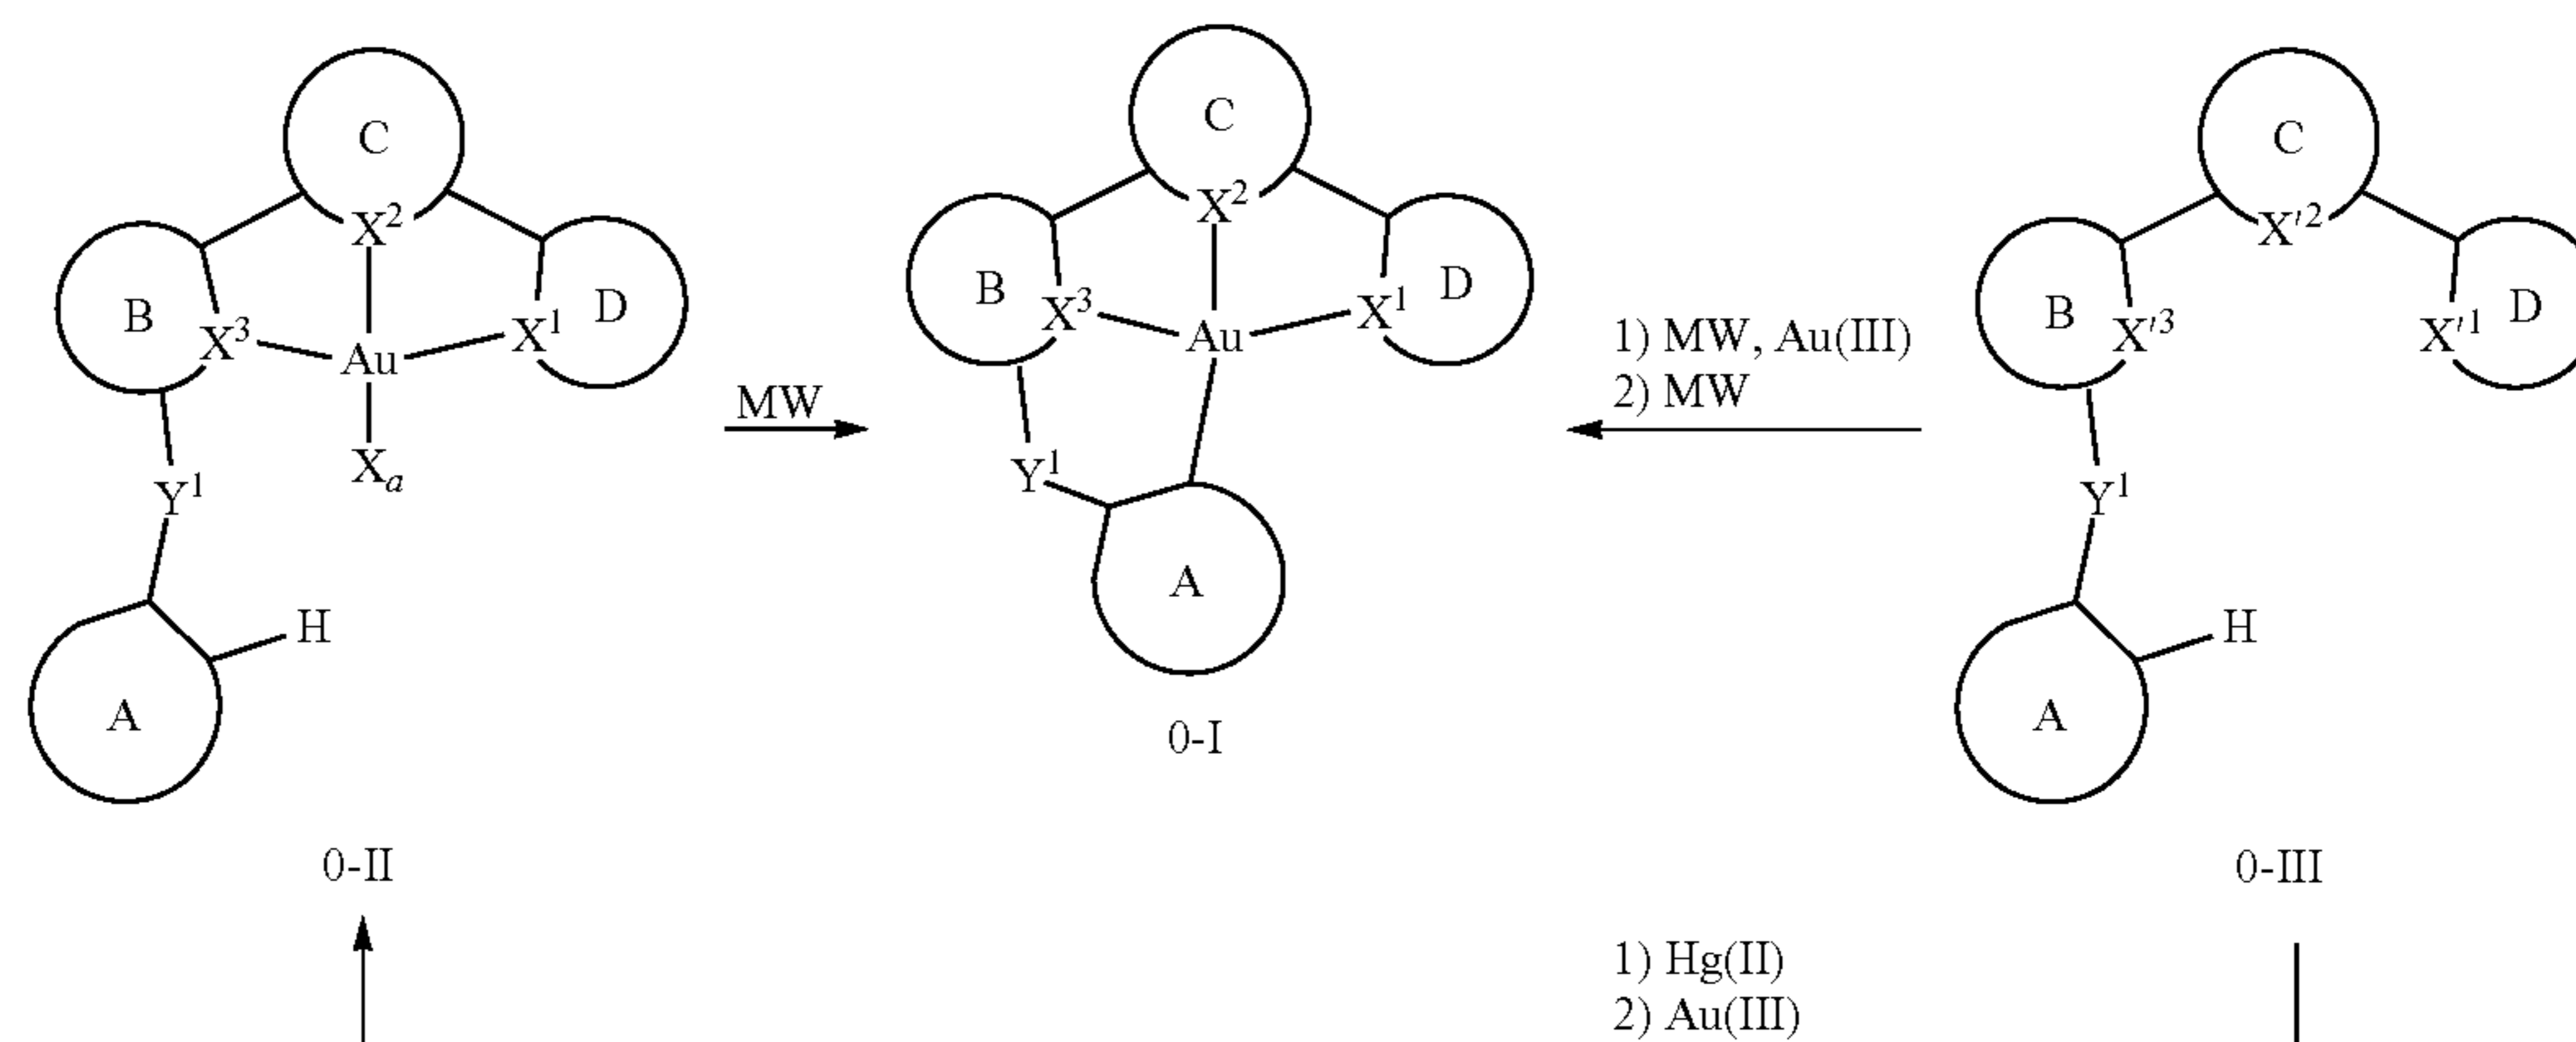 C
X²
B
X³
Au
X¹
D
Xₐ
Y¹
H
A
0-II
MW
C
X²
B
X³
Au
X¹
D
Y¹
A
0-I
1) MW, Au(III)
2) MW
C
X'²
B
X'³
X'¹
D
Y¹
H
A
0-III
1) Hg(II)
2) Au(III)